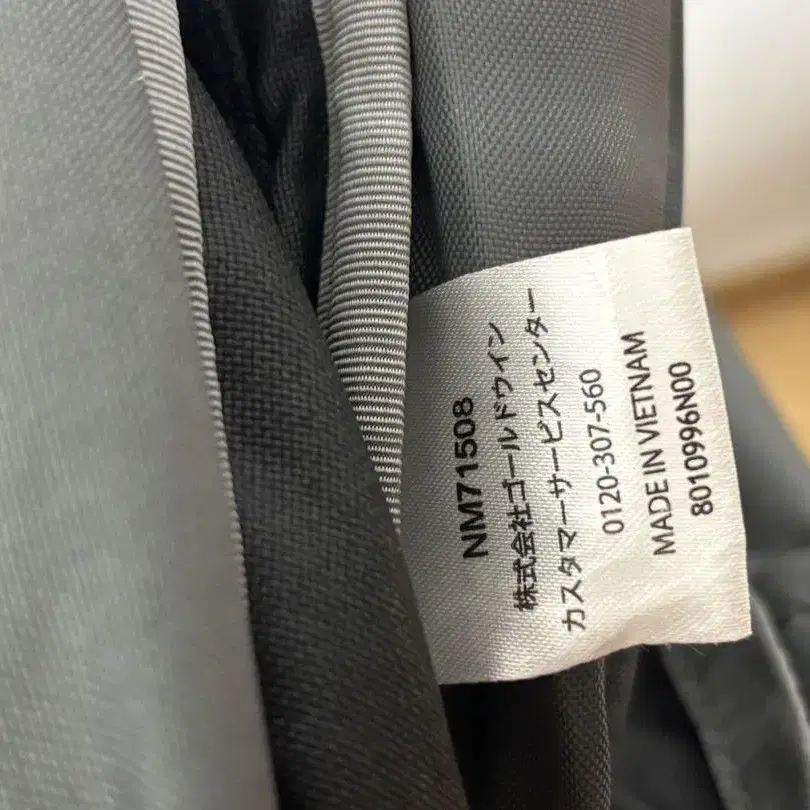 NM71508
株式会社ゴールドウイン
カスタマーサービスセンター
0120-307-560
MADE IN VIETNAM
8010996N00